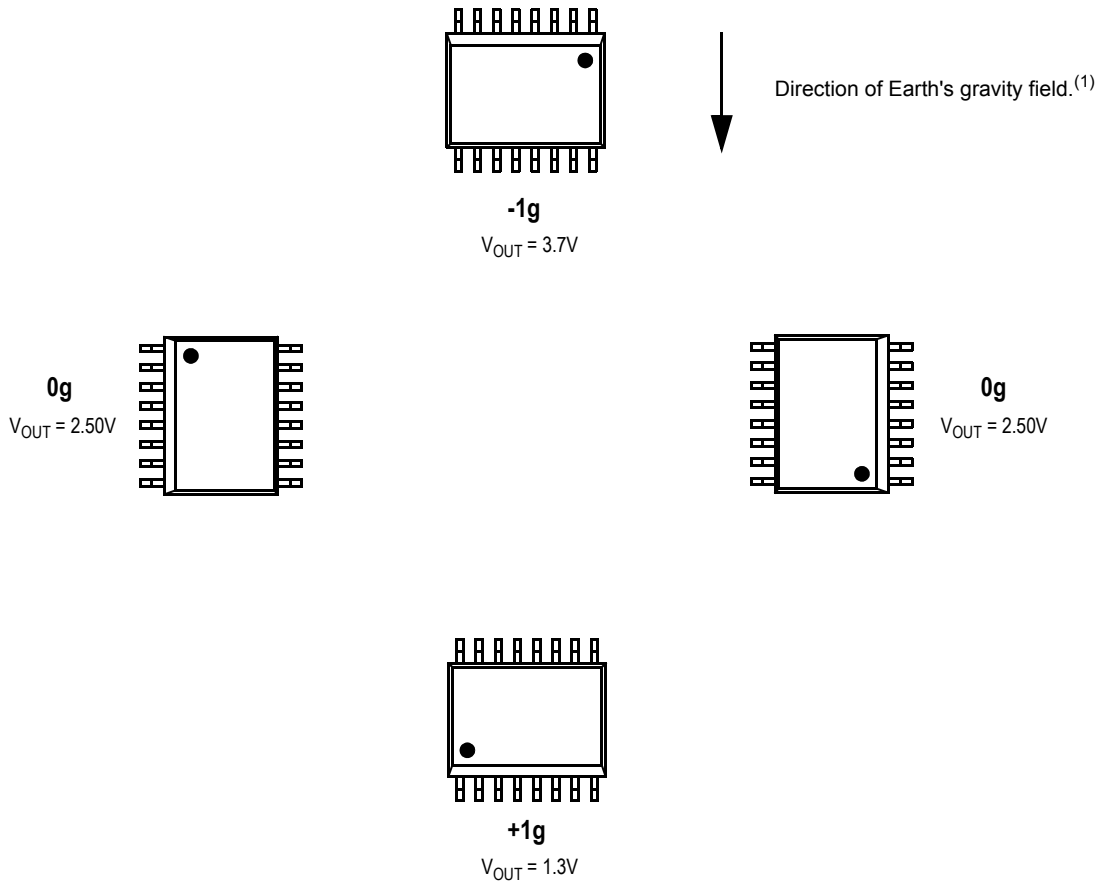 Direction of Earth's gravity field.(1)
-1g
VOUT = 3.7V
0g
VOUT = 2.50V
0g
VOUT = 2.50V
+1g
VOUT = 1.3V